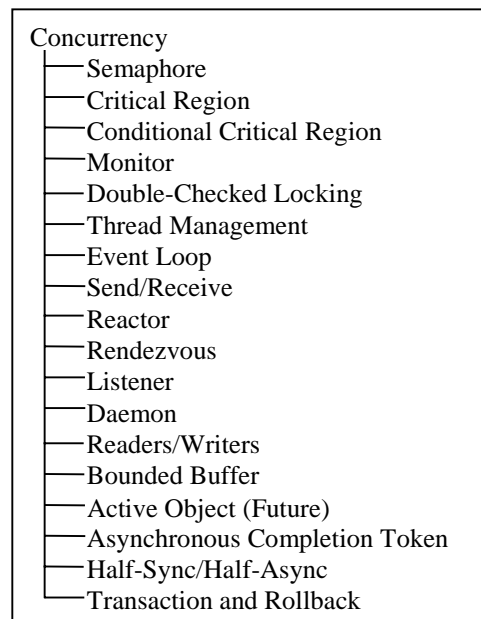 Concurrency
Semaphore
Critical Region
Conditional Critical Region
Monitor
Double-Checked Locking
Thread Management
Event Loop
Send/Receive
Reactor
Rendezvous
Listener
Daemon
Readers/Writers
Bounded Buffer
Active Object (Future)
Asynchronous Completion Token
Half-Sync/Half-Async
Transaction and Rollback